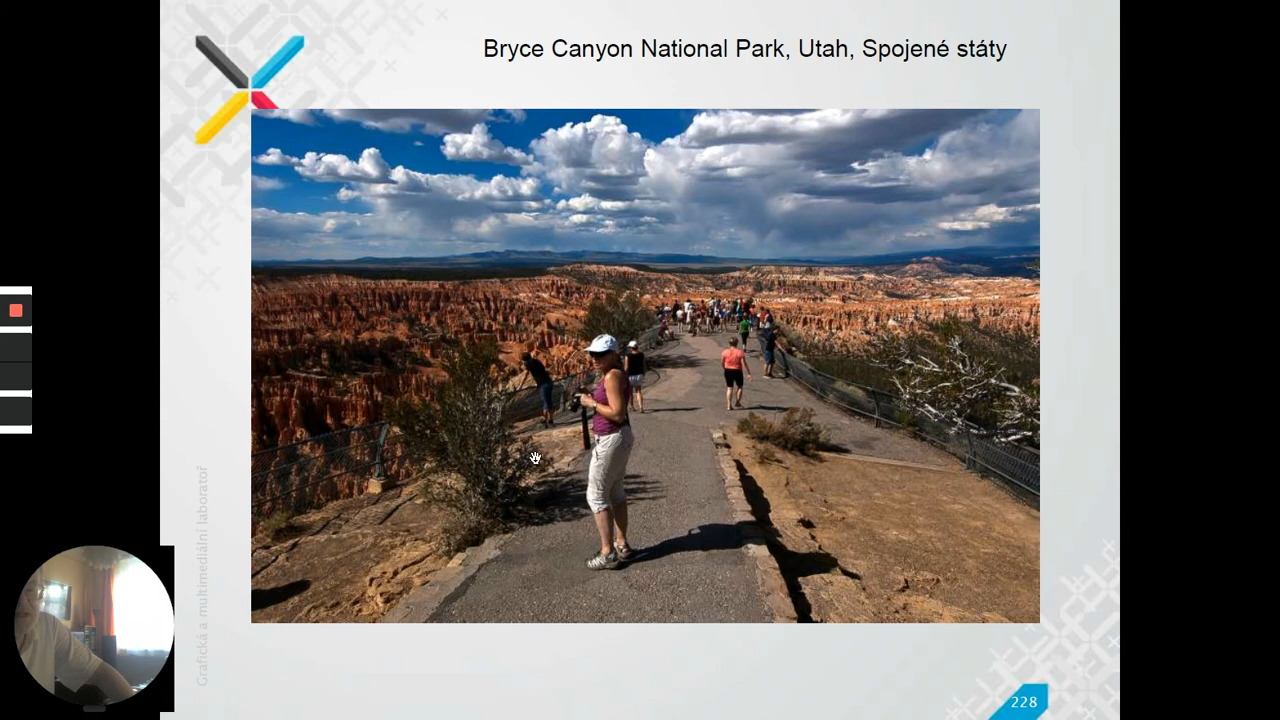 Bryce Canyon National Park, Utah, Spojené státy
Grafická a multimediální laboratoř
228